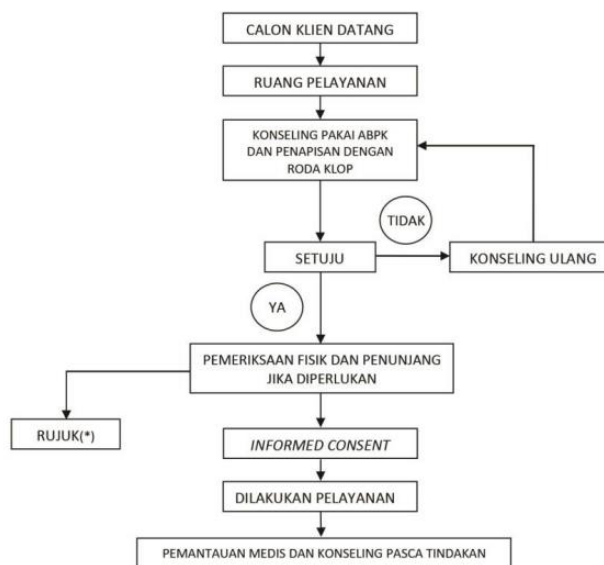 CALON KLIEN DATANG
RUANG PELAYANAN
KONSELING PAKAI ABPK
DAN PENAPISAN DENGAN
RODA KLOP
TIDAK
SETUJU
KONSELING ULANG
YA
PEMERIKSAAN FISIK DAN PENUNJANG
JIKA DIPERLUKAN
RUJUK(*)
INFORMED CONSENT
DILAKUKAN PELAYANAN
PEMANTAUAN MEDIS DAN KONSELING PASCA TINDAKAN